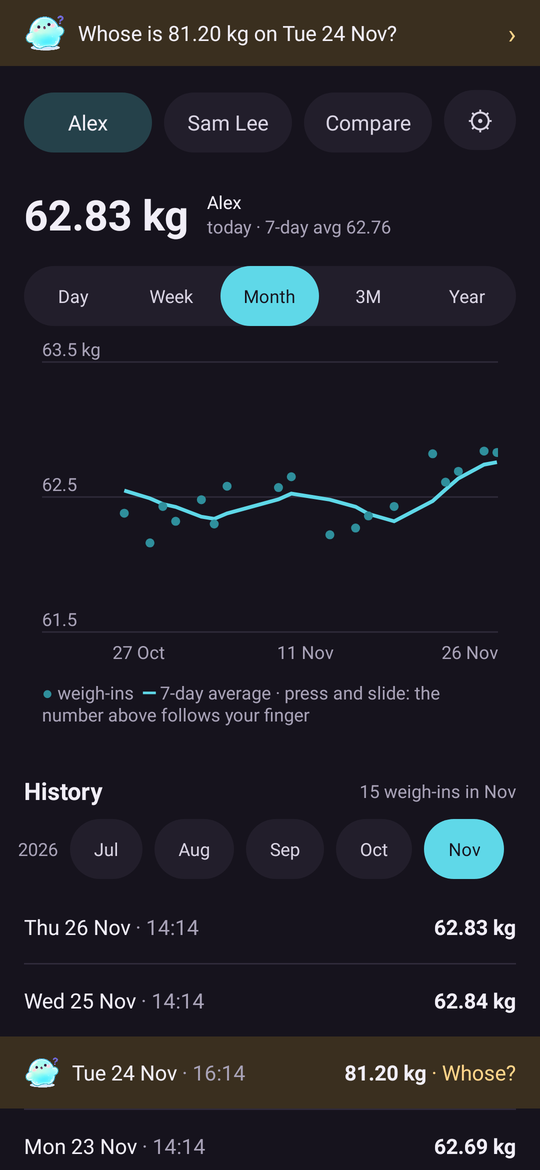 Whose is 81.20 kg on Tue 24 Nov? ›
Alex Sam Lee Compare
62.83 kg
Alex
today · 7-day avg 62.76
Day Week Month 3M Year
63.5 kg
62.5
61.5
27 Oct 11 Nov 26 Nov
weigh-ins 7-day average · press and slide: the
number above follows your finger
History 15 weigh-ins in Nov
2026 Jul Aug Sep Oct Nov
Thu 26 Nov · 14:14 62.83 kg
Wed 25 Nov · 14:14 62.84 kg
? Tue 24 Nov · 16:14 81.20 kg · Whose?
Mon 23 Nov · 14:14 62.69 kg